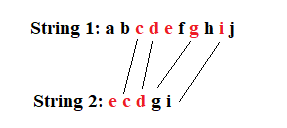 String 1: a b c d e f g h i j
String 2: e c d g i